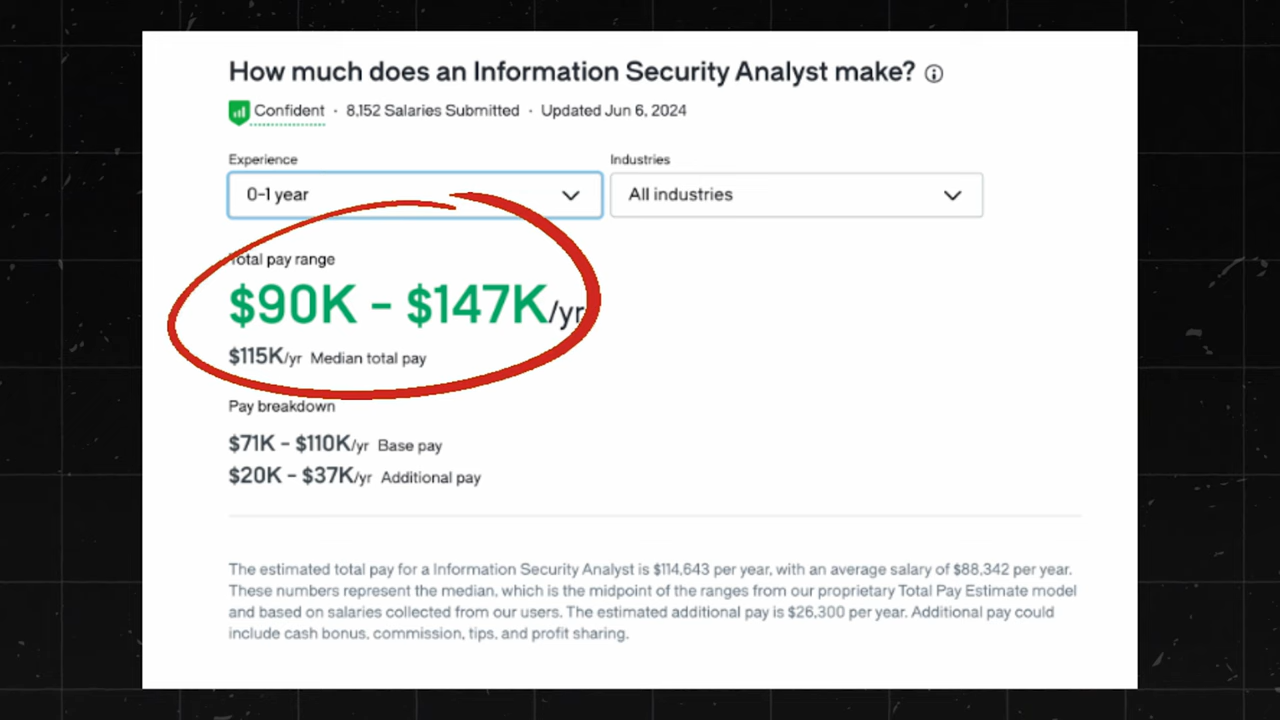 How much does an Information Security Analyst make?
Confident · 8,152 Salaries Submitted · Updated Jun 6, 2024
Experience Industries
0-1 year All industries
Total pay range
$90K - $147K/yr
$115K/yr Median total pay
Pay breakdown
$71K - $110K/yr Base pay
$20K - $37K/yr Additional pay
The estimated total pay for a Information Security Analyst is $114,643 per year, with an average salary of $88,342 per year.
These numbers represent the median, which is the midpoint of the ranges from our proprietary Total Pay Estimate model
and based on salaries collected from our users. The estimated additional pay is $26,300 per year. Additional pay could
include cash bonus, commission, tips, and profit sharing.